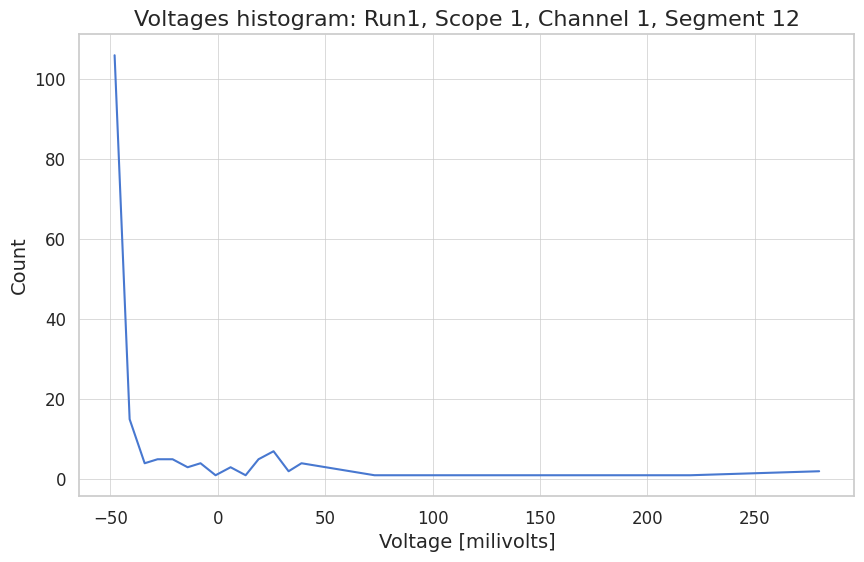 Voltages histogram: Run1, Scope 1, Channel 1, Segment 12
Count
100
80
60
40
20
0
−50 0 50 100 150 200 250
Voltage [milivolts]